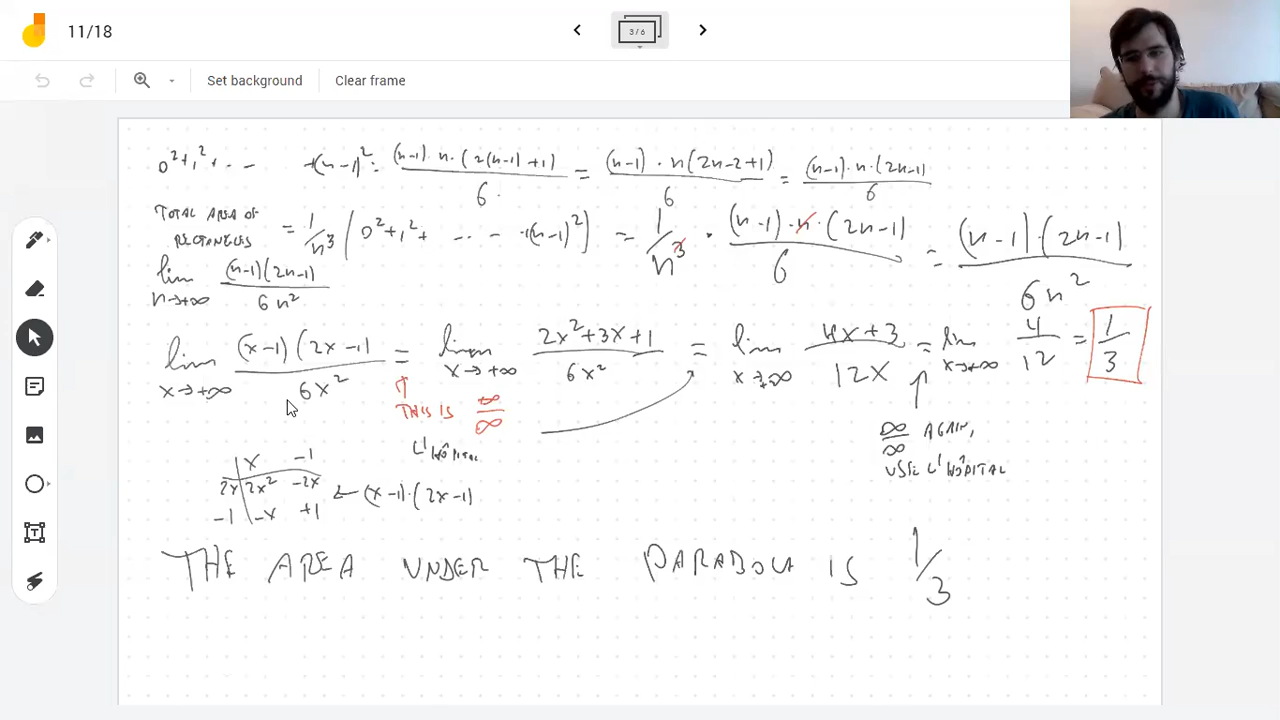 11/18
3/6
Set background
Clear frame
0²+1²+ ··· +(n-1)² : (n-1)·n·(2(n-1)+1)/6 = (n-1)·n(2n-2+1)/6 = (n-1)·n·(2n-1)/6
TOTAL AREA OF RECTANGLES = 1/n³ (0²+1²+ ··· - +(n-1)²) = 1/n³ · (n-1)·n·(2n-1)/6 = (n-1)·(2n-1)/6n²
lim n→+∞ (n-1)(2n-1)/6n²
lim x→+∞ (x-1)(2x-1)/6x² = lim x→+∞ 2x²+3x+1/6x² = lim x→+∞ 4x+3/12x = lim x→+∞ 4/12 = 1/3
↑ THIS IS ∞/∞
L'HÔPITAL
∞/∞ AGAIN,
USE L'HÔPITAL
x -1
2x 2x² -2x ← (x-1)·(2x-1)
-1 -x +1
THE AREA UNDER THE PARABOLA IS 1/3